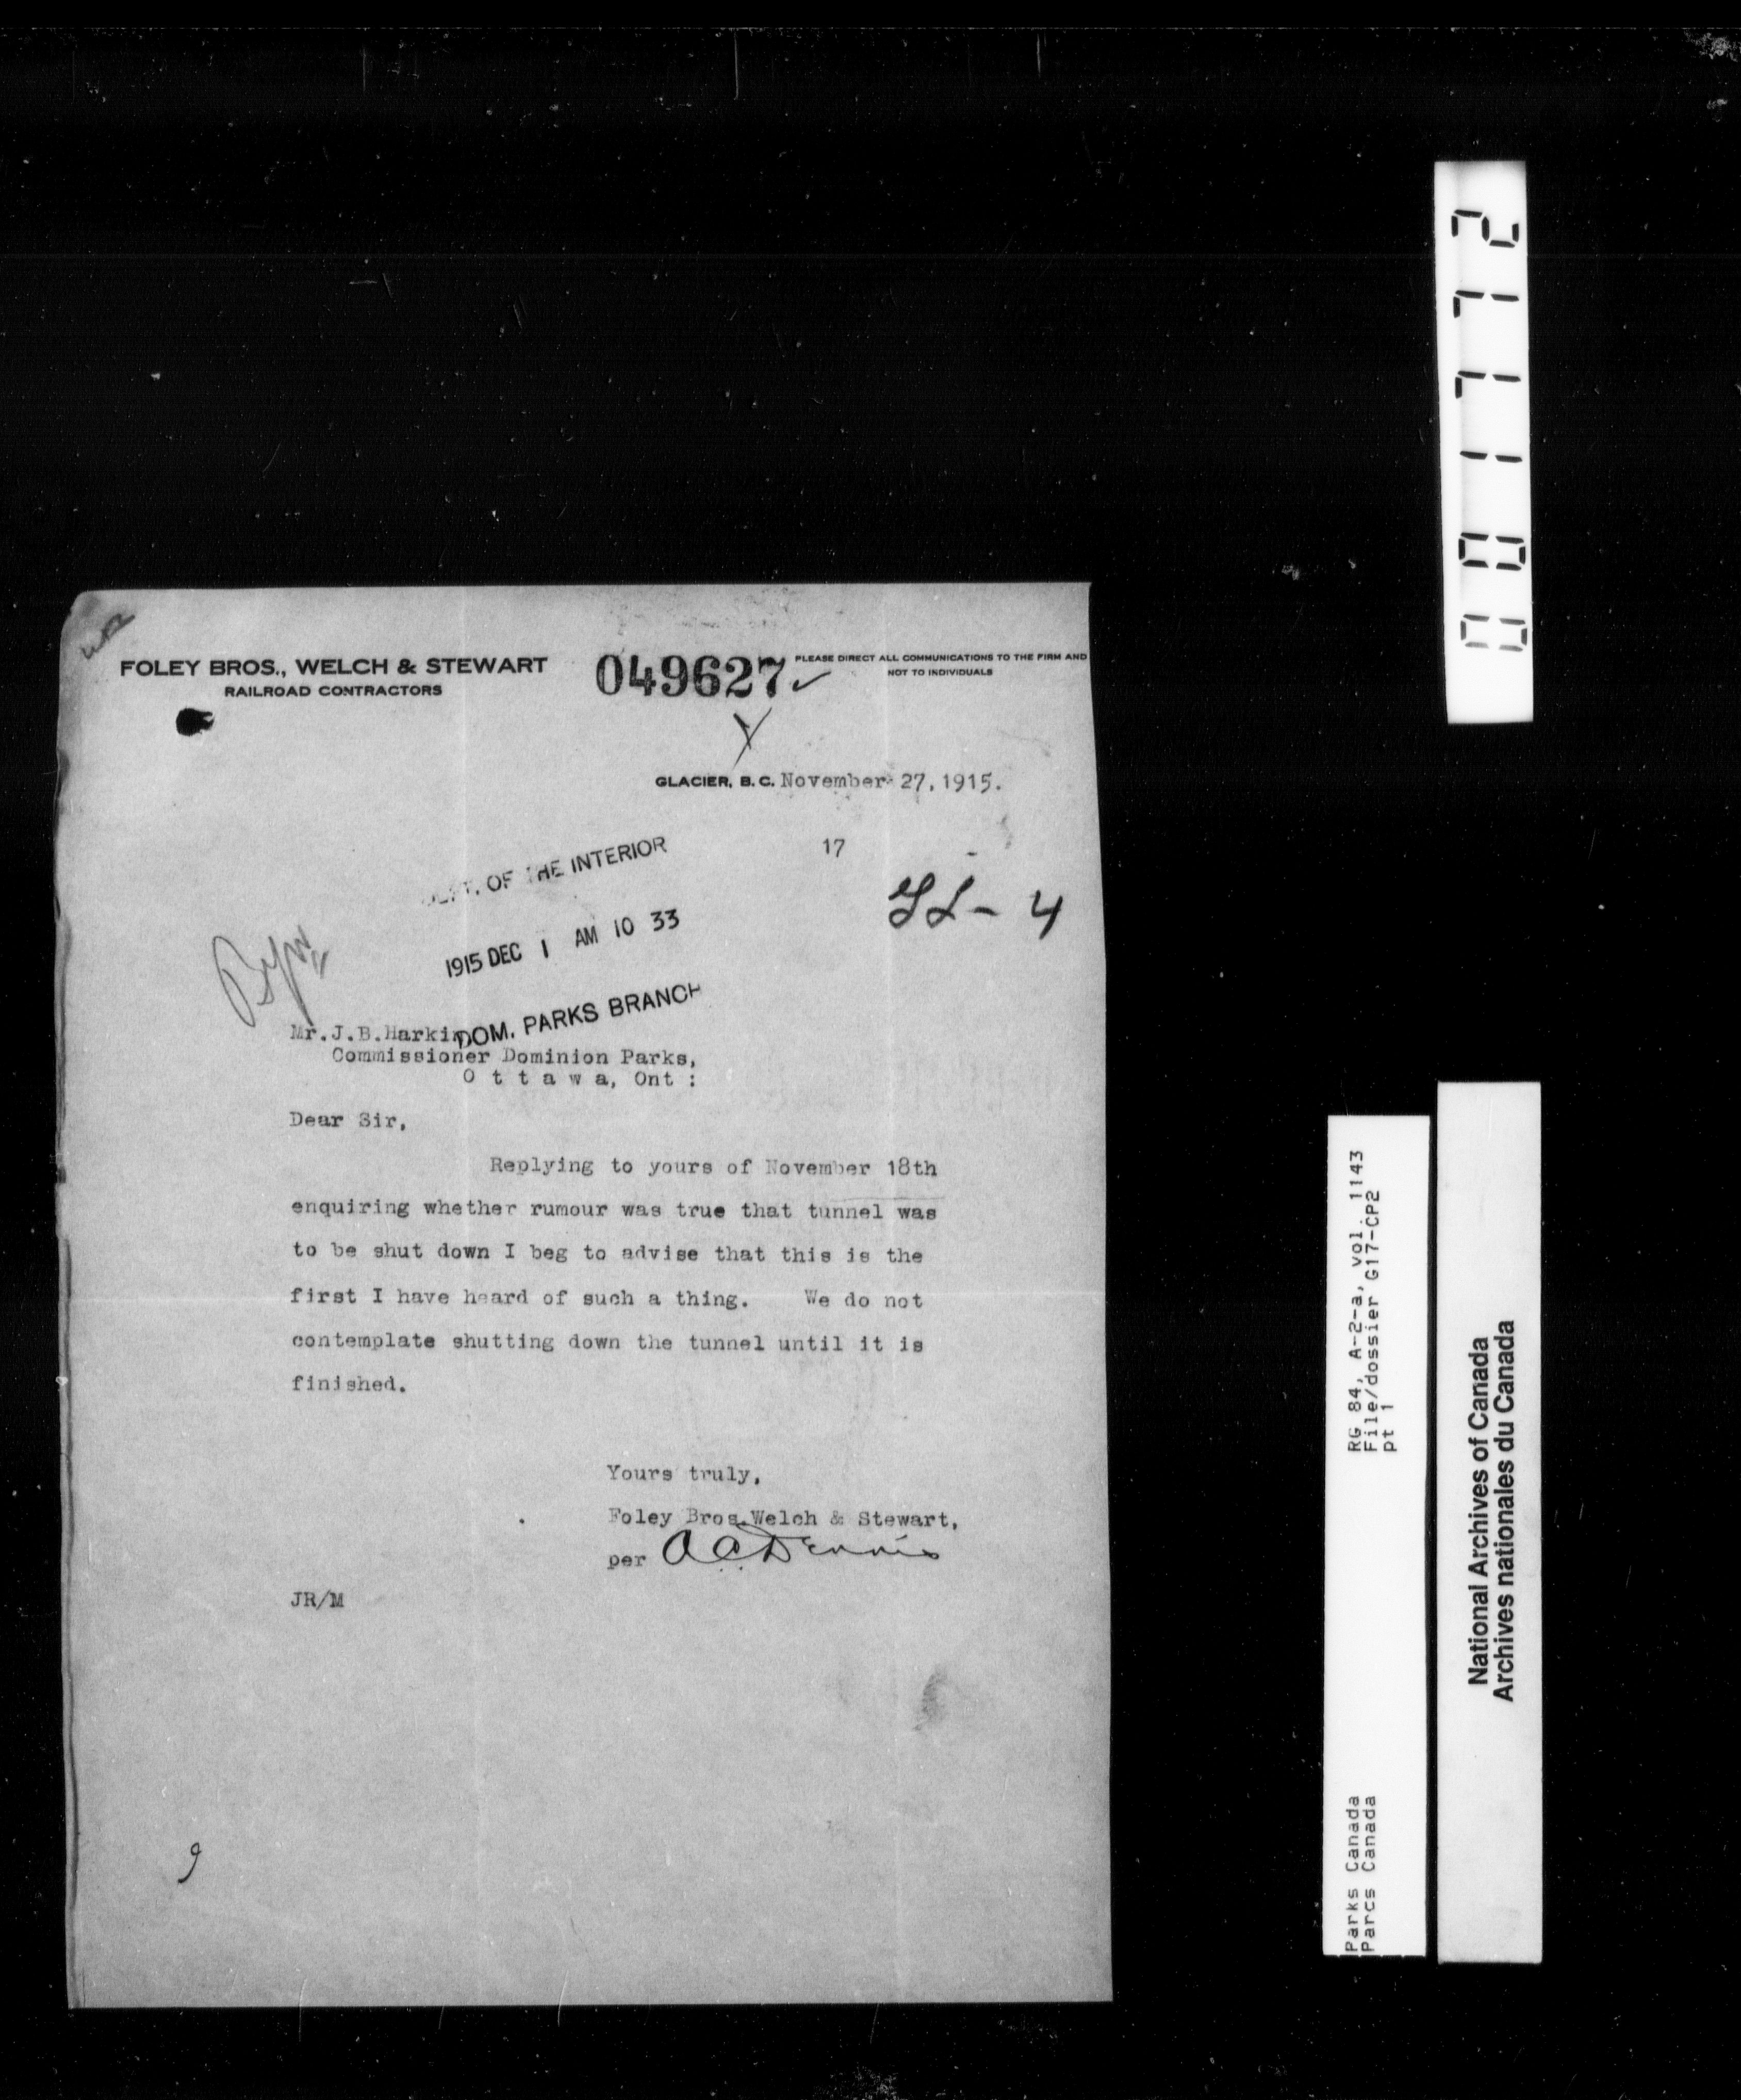 FOLEY BROS., WELCH & STEWART
RAILROAD CONTRACTORS
049627
PLEASE DIRECT ALL COMMUNICATIONS TO THE FIRM AND
NOT TO INDIVIDUALS
GLACIER, B.C. November 27, 1915.
17
DEPT. OF THE INTERIOR
1915 DEC 1 AM 10 33
DOM. PARKS BRANCH
Mr.J.B.Harkin
Commissioner Dominion Parks,
O t t a w a, Ont :
Dear Sir,
Replying to yours of November 18th
enquiring whether rumour was true that tunnel was
to be shut down I beg to advise that this is the
first I have heard of such a thing. We do not
contemplate shutting down the tunnel until it is
finished.
Yours truly,
Foley Bros.Welch & Stewart,
per A C Dennis
JR/M
9
001772
RG 84, A-2-a, vol. 1143
File/dossier G17-CP2
pt 1
Parks Canada
Parcs Canada
National Archives of Canada
Archives nationales du Canada